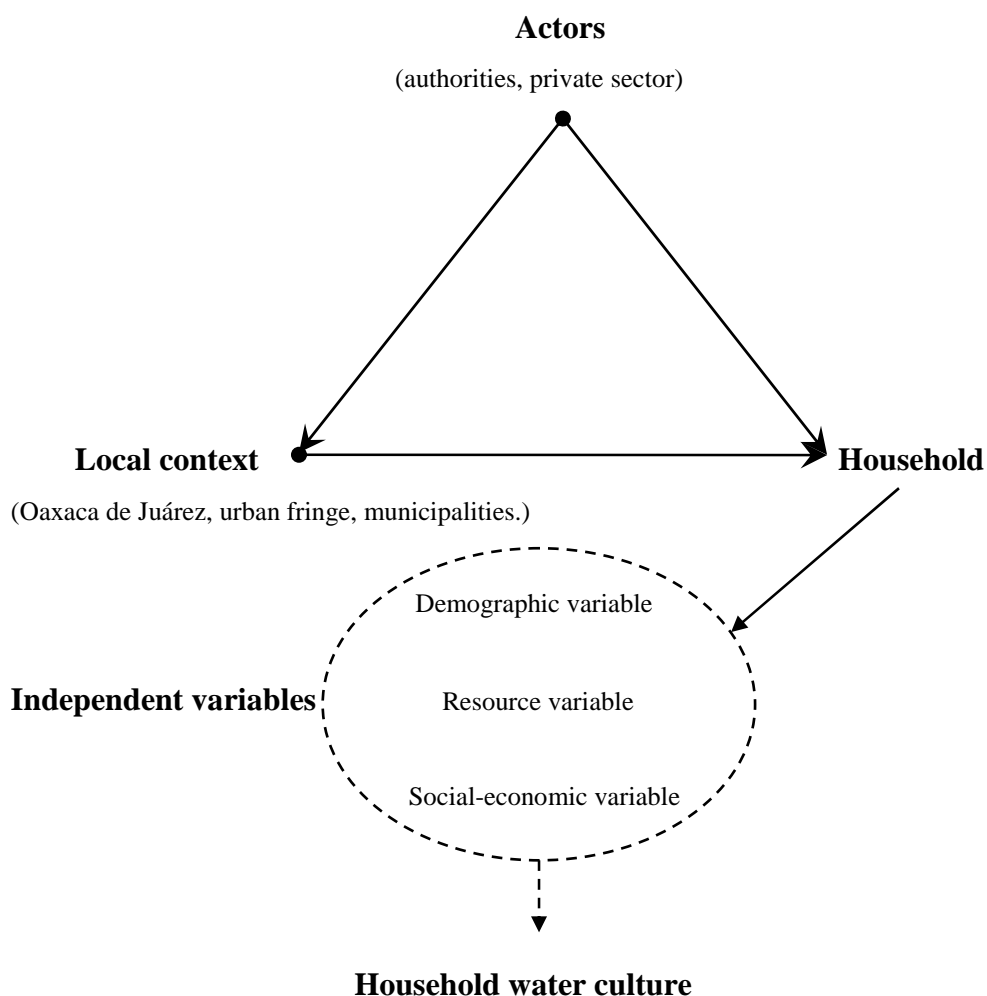 Actors
(authorities, private sector)
Local context
Household
(Oaxaca de Juárez, urban fringe, municipalities.)
Demographic variable
Independent variables
Resource variable
Social-economic variable
Household water culture